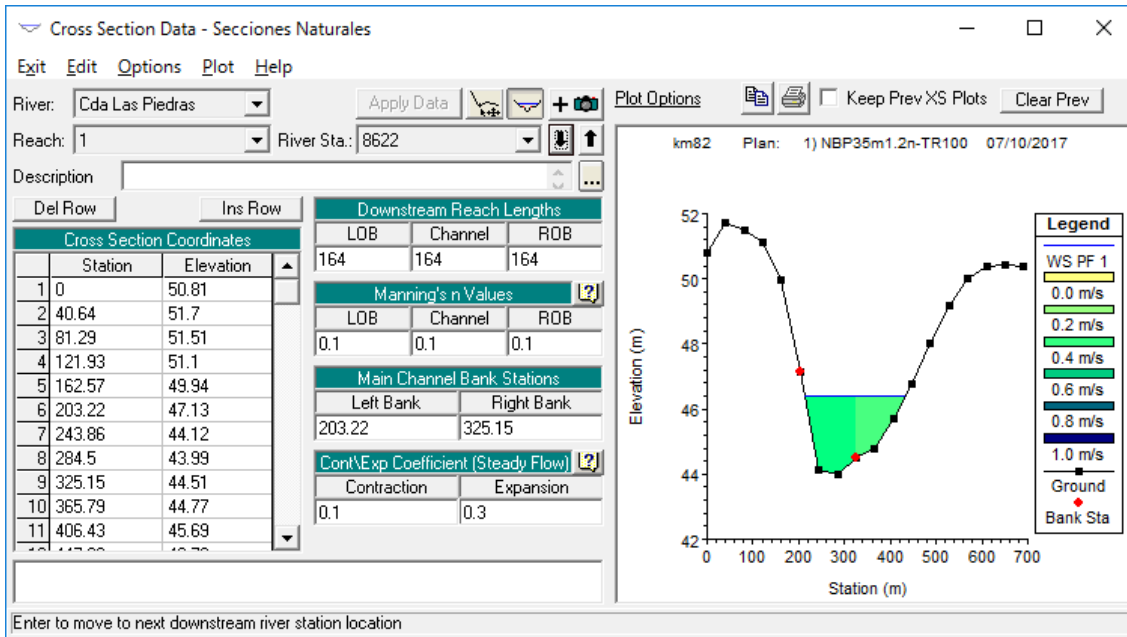 Cross Section Data - Secciones Naturales
Exit Edit Options Plot Help
River: Cda Las Piedras Apply Data
Reach: 1 River Sta.: 8622
Description ...
Del Row Ins Row
Cross Section Coordinates
Station Elevation
1 0 50.81
2 40.64 51.7
3 81.29 51.51
4 121.93 51.1
5 162.57 49.94
6 203.22 47.13
7 243.86 44.12
8 284.5 43.99
9 325.15 44.51
10 365.79 44.77
11 406.43 45.69
Downstream Reach Lengths
LOB Channel ROB
164 164 164
Manning's n Values ?
LOB Channel ROB
0.1 0.1 0.1
Main Channel Bank Stations
Left Bank Right Bank
203.22 325.15
Cont\Exp Coefficient (Steady Flow) ?
Contraction Expansion
0.1 0.3
Plot Options Keep Prev XS Plots Clear Prev
km82 Plan: 1) NBP35m1.2n-TR100 07/10/2017
52
50
48
46
44
42
Elevation (m)
0 100 200 300 400 500 600 700
Station (m)
Legend
WS PF 1
0.0 m/s
0.2 m/s
0.4 m/s
0.6 m/s
0.8 m/s
1.0 m/s
Ground
Bank Sta
Enter to move to next downstream river station location